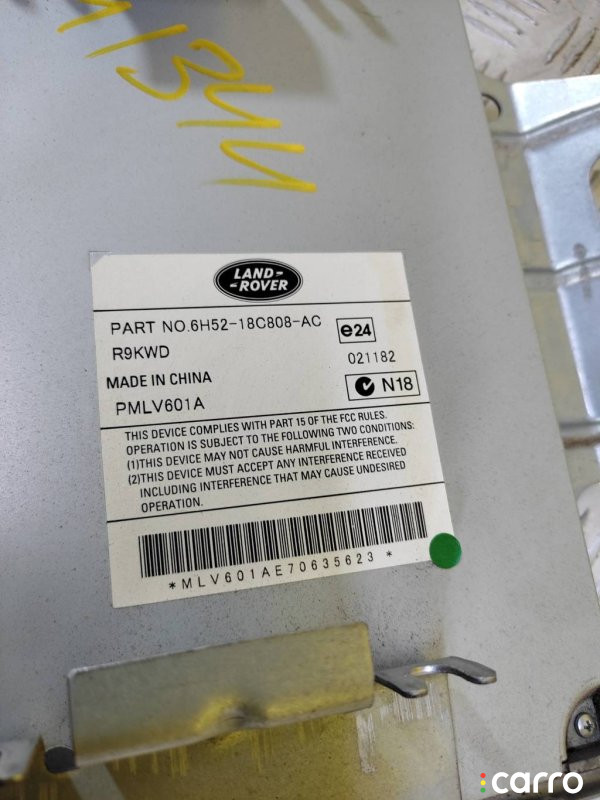 M134Y
LAND-
-ROVER
PART NO.6H52-18C808-AC
e24
R9KWD
021182
MADE IN CHINA
N18
PMLV601A
THIS DEVICE COMPLIES WITH PART 15 OF THE FCC RULES.
OPERATION IS SUBJECT TO THE FOLLOWING TWO CONDITIONS:
(1)THIS DEVICE MAY NOT CAUSE HARMFUL INTERFERENCE.
(2)THIS DEVICE MUST ACCEPT ANY INTERFERENCE RECEIVED
INCLUDING INTERFERENCE THAT MAY CAUSE UNDESIRED
OPERATION.
*MLV601AE70635623*
carro